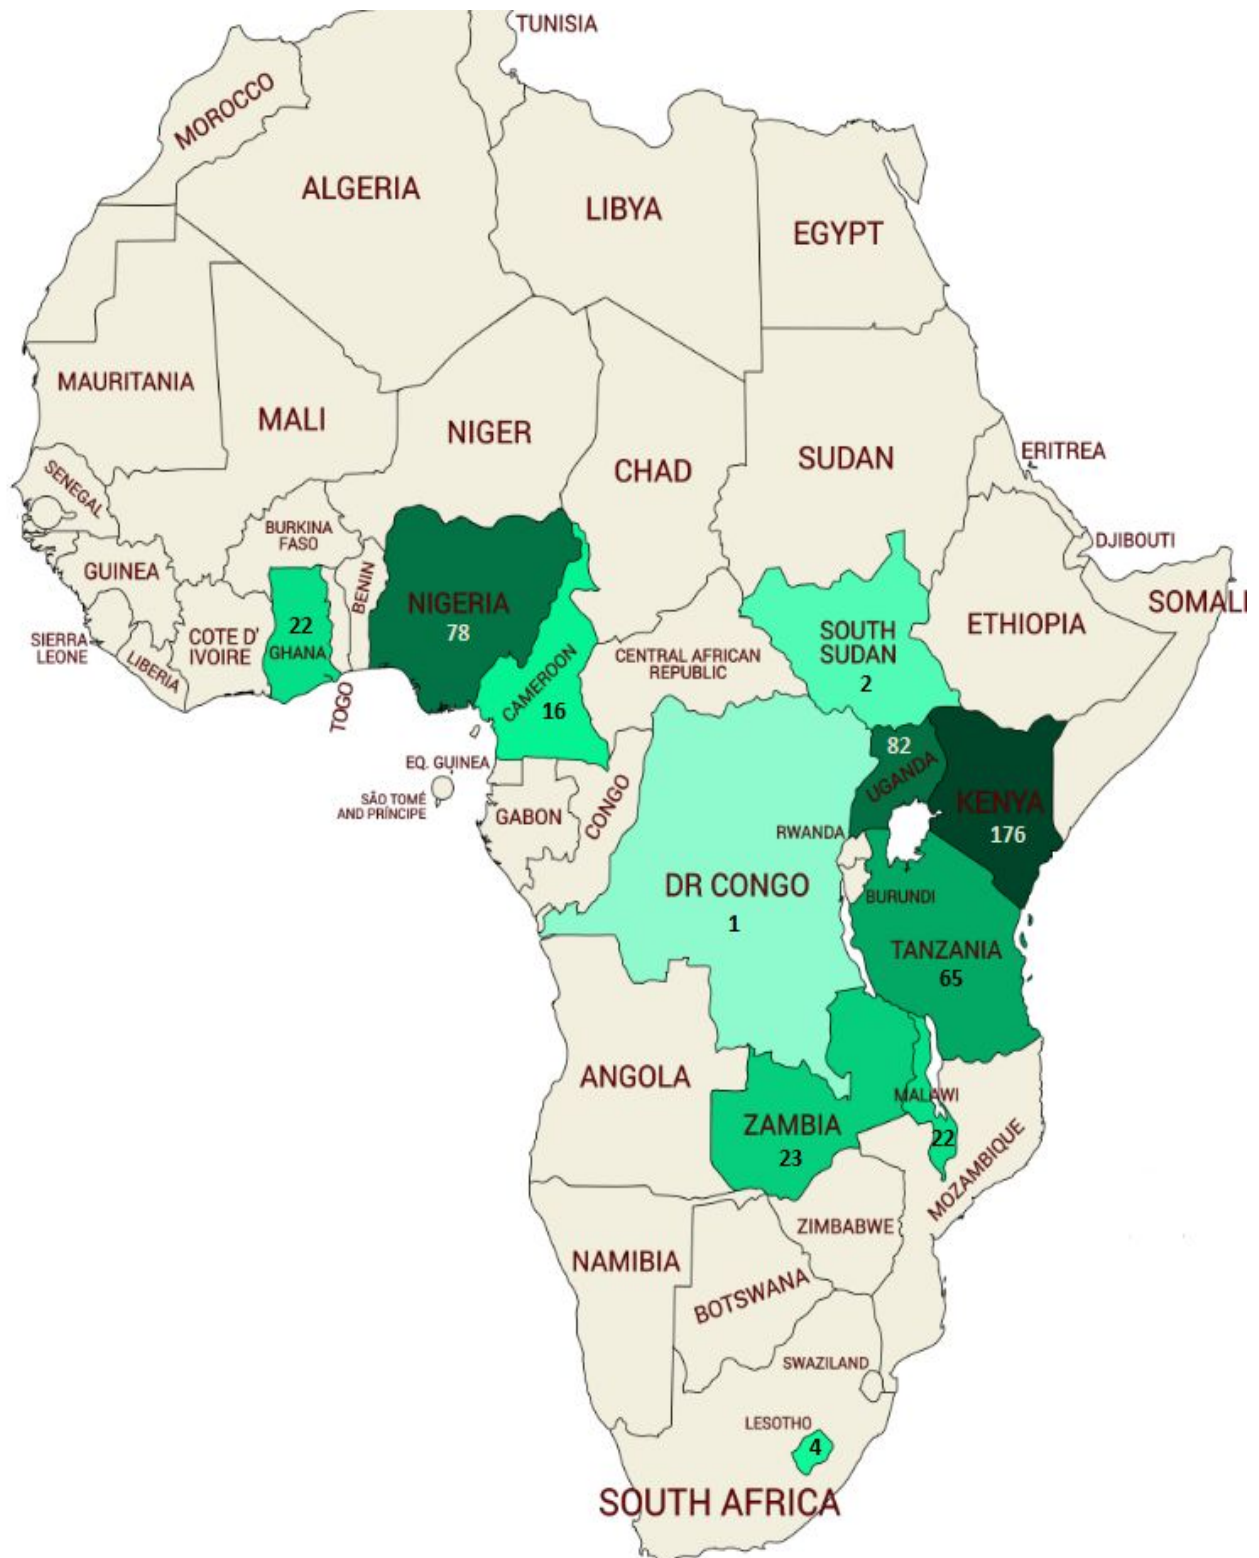 TUNISIA
MOROCCO
ALGERIA
LIBYA
EGYPT
MAURITANIA
MALI
NIGER
CHAD
SUDAN
ERITREA
SENEGAL
BURKINA
FASO
DJIBOUTI
GUINEA
BENIN
NIGERIA
78
SOMALI
ETHIOPIA
22
GHANA
COTE D'
IVOIRE
SIERRA
LEONE
LIBERIA
TOGO
CAMEROON
16
CENTRAL AFRICAN
REPUBLIC
SOUTH
SUDAN
2
82
UGANDA
KENYA
176
EQ. GUINEA
SÃO TOMÉ
AND PRÍNCIPE
GABON
CONGO
RWANDA
DR CONGO
1
BURUNDI
TANZANIA
65
ANGOLA
ZAMBIA
23
MALAWI
22
MOZAMBIQUE
ZIMBABWE
NAMIBIA
BOTSWANA
SWAZILAND
LESOTHO
4
SOUTH AFRICA